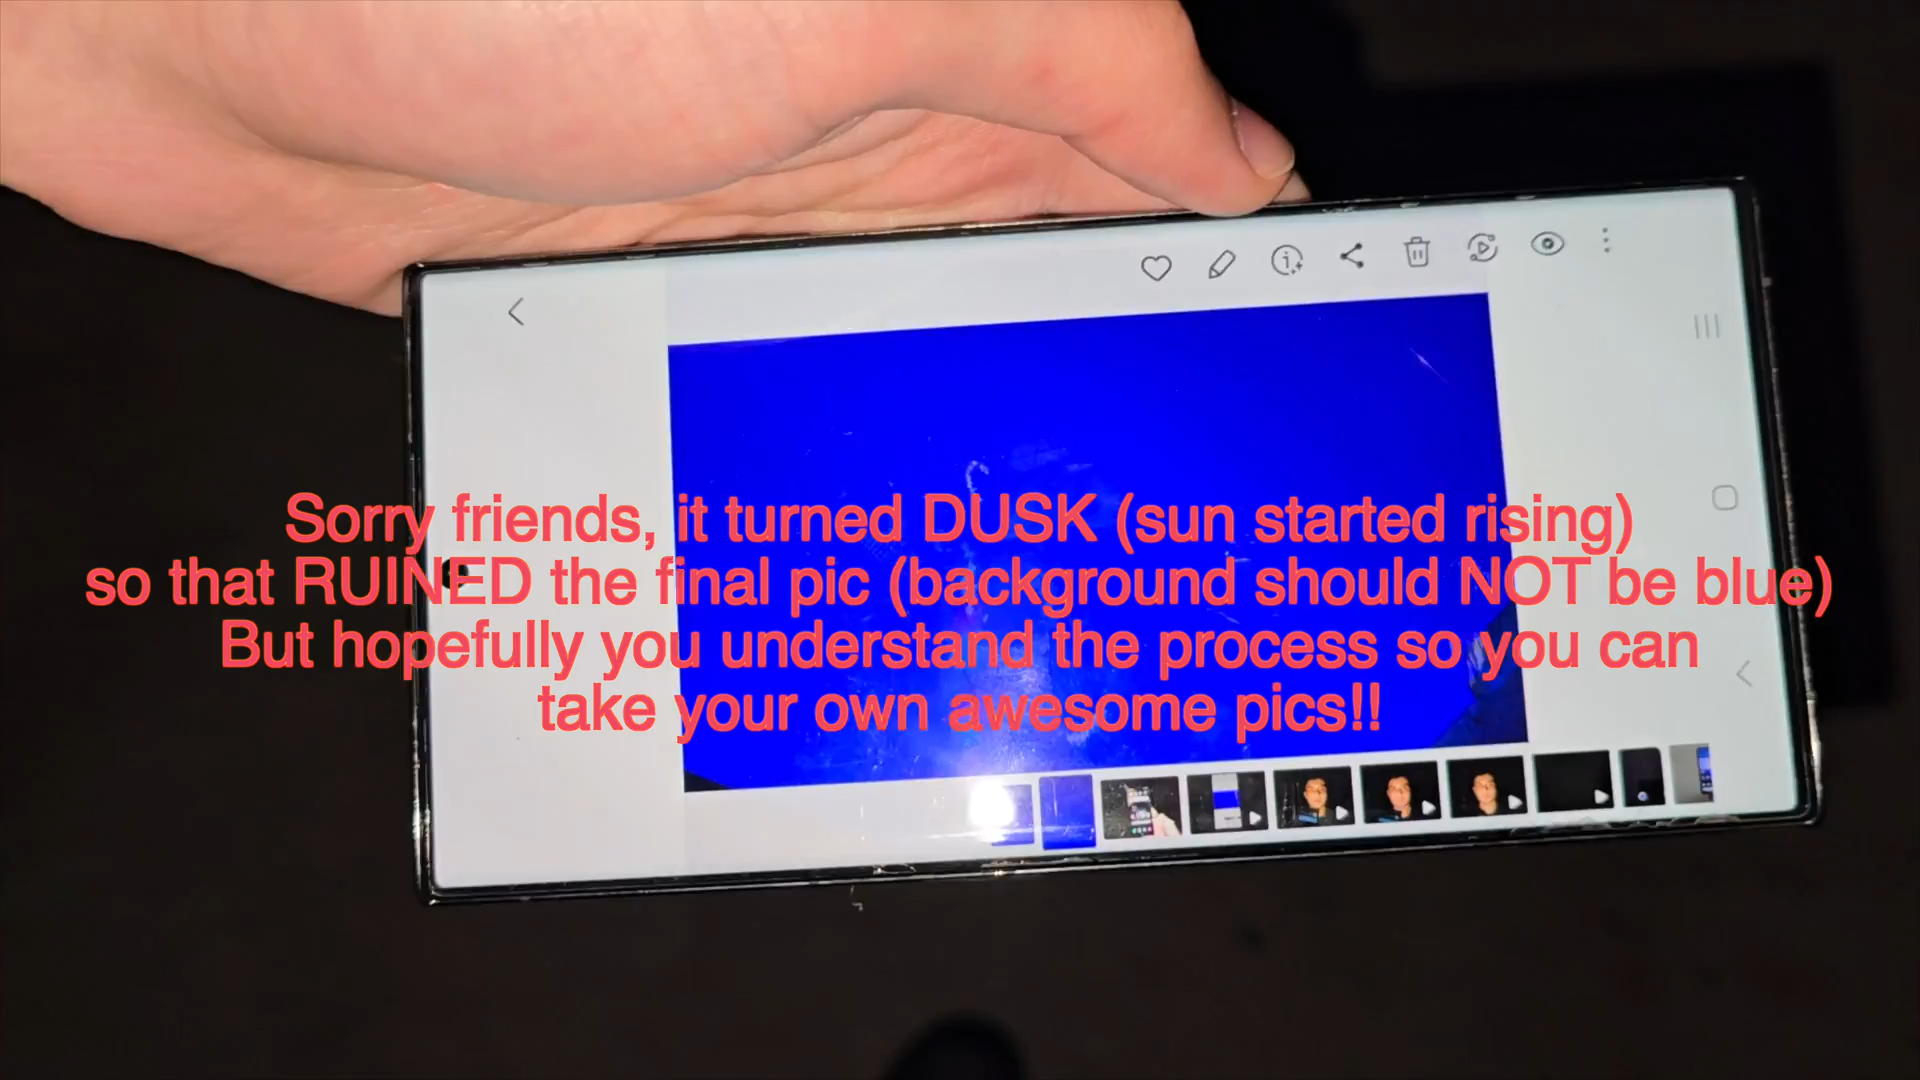 Sorry friends, it turned DUSK (sun started rising)
so that RUINED the final pic (background should NOT be blue)
But hopefully you understand the process so you can
take your own awesome pics!!